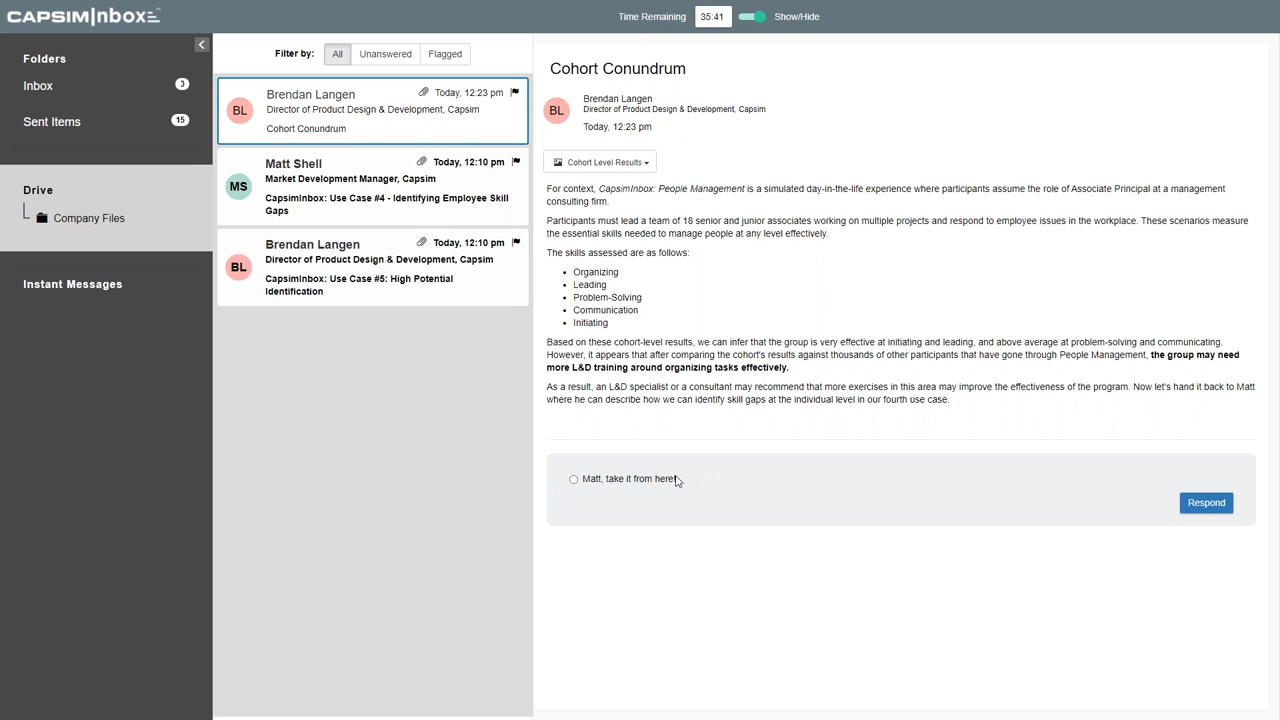 CAPSIM|nbox
Time Remaining 35:41 Show/Hide
Folders
Inbox 3
Sent Items 15
Drive
Company Files
Instant Messages
Filter by: All Unanswered Flagged
BL Brendan Langen Today, 12:23 pm
Director of Product Design & Development, Capsim
Cohort Conundrum
MS Matt Shell Today, 12:10 pm
Market Development Manager, Capsim
CapsimInbox: Use Case #4 - Identifying Employee Skill
Gaps
BL Brendan Langen Today, 12:10 pm
Director of Product Design & Development, Capsim
CapsimInbox: Use Case #5: High Potential
Identification
Cohort Conundrum
BL Brendan Langen
Director of Product Design & Development, Capsim
Today, 12:23 pm
Cohort Level Results
For context, CapsimInbox: People Management is a simulated day-in-the-life experience where participants assume the role of Associate Principal at a management
consulting firm.
Participants must lead a team of 18 senior and junior associates working on multiple projects and respond to employee issues in the workplace. These scenarios measure
the essential skills needed to manage people at any level effectively.
The skills assessed are as follows:
• Organizing
• Leading
• Problem-Solving
• Communication
• Initiating
Based on these cohort-level results, we can infer that the group is very effective at initiating and leading, and above average at problem-solving and communicating.
However, it appears that after comparing the cohort's results against thousands of other participants that have gone through People Management, the group may need
more L&D training around organizing tasks effectively.
As a result, an L&D specialist or a consultant may recommend that more exercises in this area may improve the effectiveness of the program. Now let's hand it back to Matt
where he can describe how we can identify skill gaps at the individual level in our fourth use case.
Matt, take it from here!
Respond